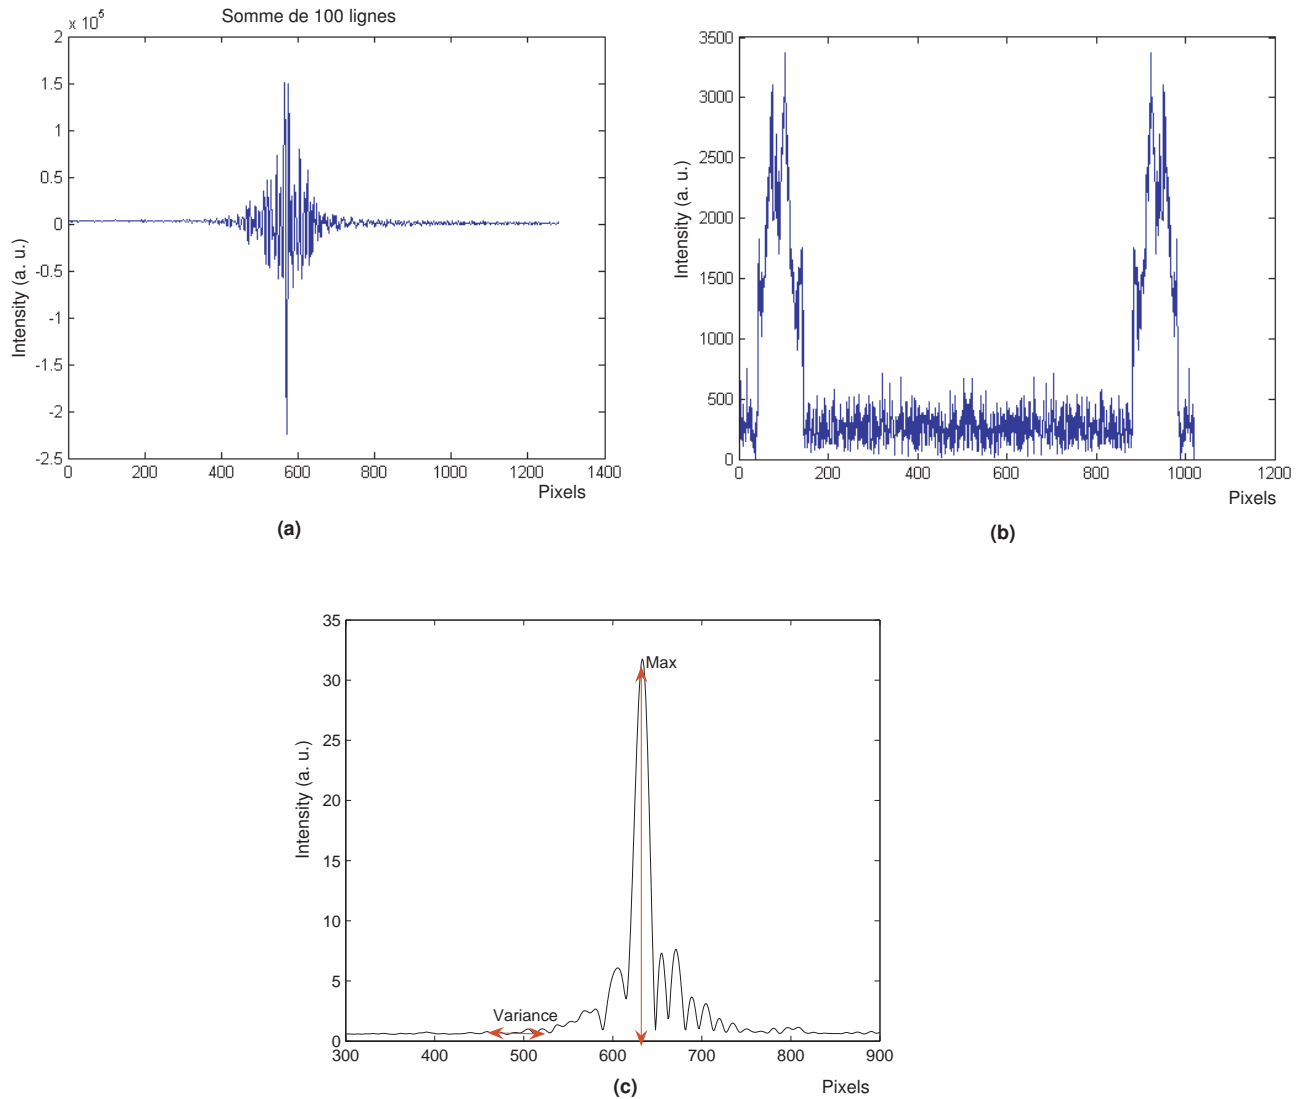 Somme de 100 lignes
x 10^5
2
1.5
1
0.5
0
-0.5
-1
-1.5
-2
-2.5
0 200 400 600 800 1000 1200 1400
Intensity (a. u.)
Pixels
(a)
3500
3000
2500
2000
1500
1000
500
0
0 200 400 600 800 1000 1200
Intensity (a. u.)
Pixels
(b)
35
30
25
20
15
10
5
0
300 400 500 600 700 800 900
Intensity (a. u.)
Max
Variance
Pixels
(c)